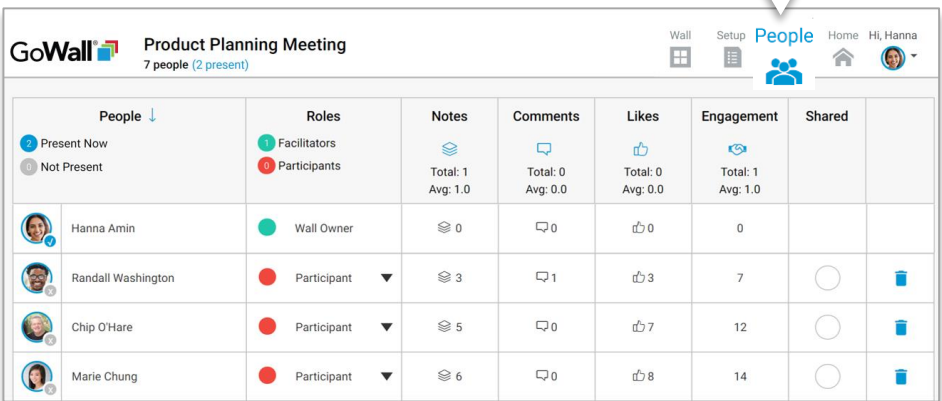 GoWall®
Product Planning Meeting
7 people (2 present)
Wall
Setup
People
Home
Hi, Hanna
People ↓
Roles
Notes
Comments
Likes
Engagement
Shared
2 Present Now
0 Not Present
1 Facilitators
0 Participants
Total: 1
Avg: 1.0
Total: 0
Avg: 0.0
Total: 0
Avg: 0.0
Total: 1
Avg: 1.0
Hanna Amin Wall Owner 0 0 0 0
Randall Washington Participant 3 1 3 7
Chip O'Hare Participant 5 0 7 12
Marie Chung Participant 6 0 8 14